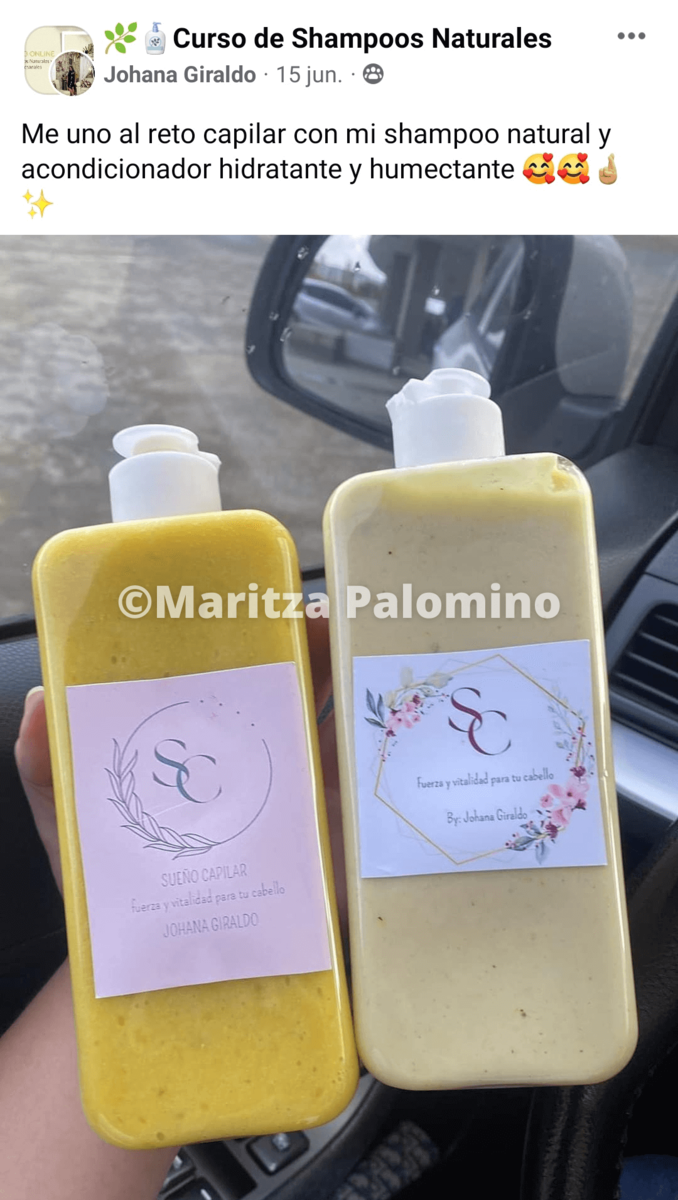 🌿🧴Curso de Shampoos Naturales
Johana Giraldo · 15 jun. ·
Me uno al reto capilar con mi shampoo natural y
acondicionador hidratante y humectante 🥰🥰🤞🏼
✨
©Maritza Palomino
SC
SUEÑO CAPILAR
fuerza y vitalidad para tu cabello
JOHANA GIRALDO
SC
Fuerza y vitalidad para tu cabello
By: Johana Giraldo